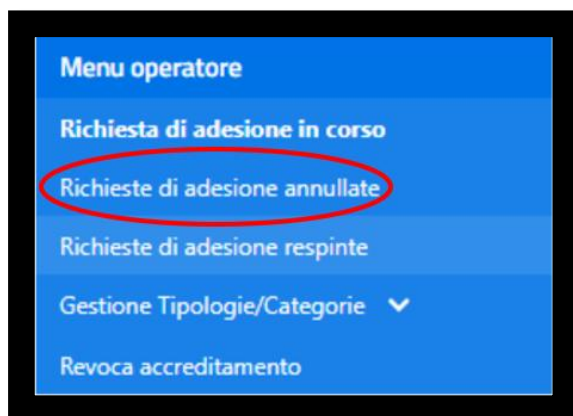 Menu operatore
Richiesta di adesione in corso
Richieste di adesione annullate
Richieste di adesione respinte
Gestione Tipologie/Categorie
Revoca accreditamento